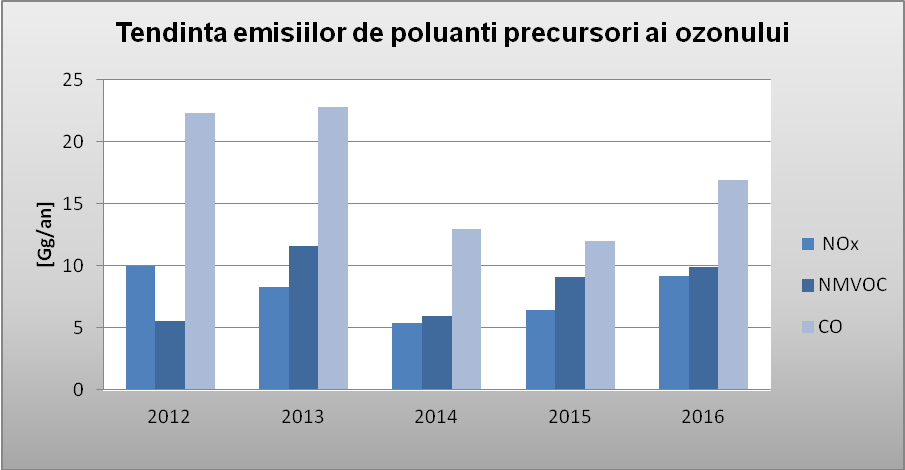 Tendinta emisiilor de poluanti precursori ai ozonului
[Gg/an]
25
20
15
10
5
0
2012 2013 2014 2015 2016
NOx
NMVOC
CO